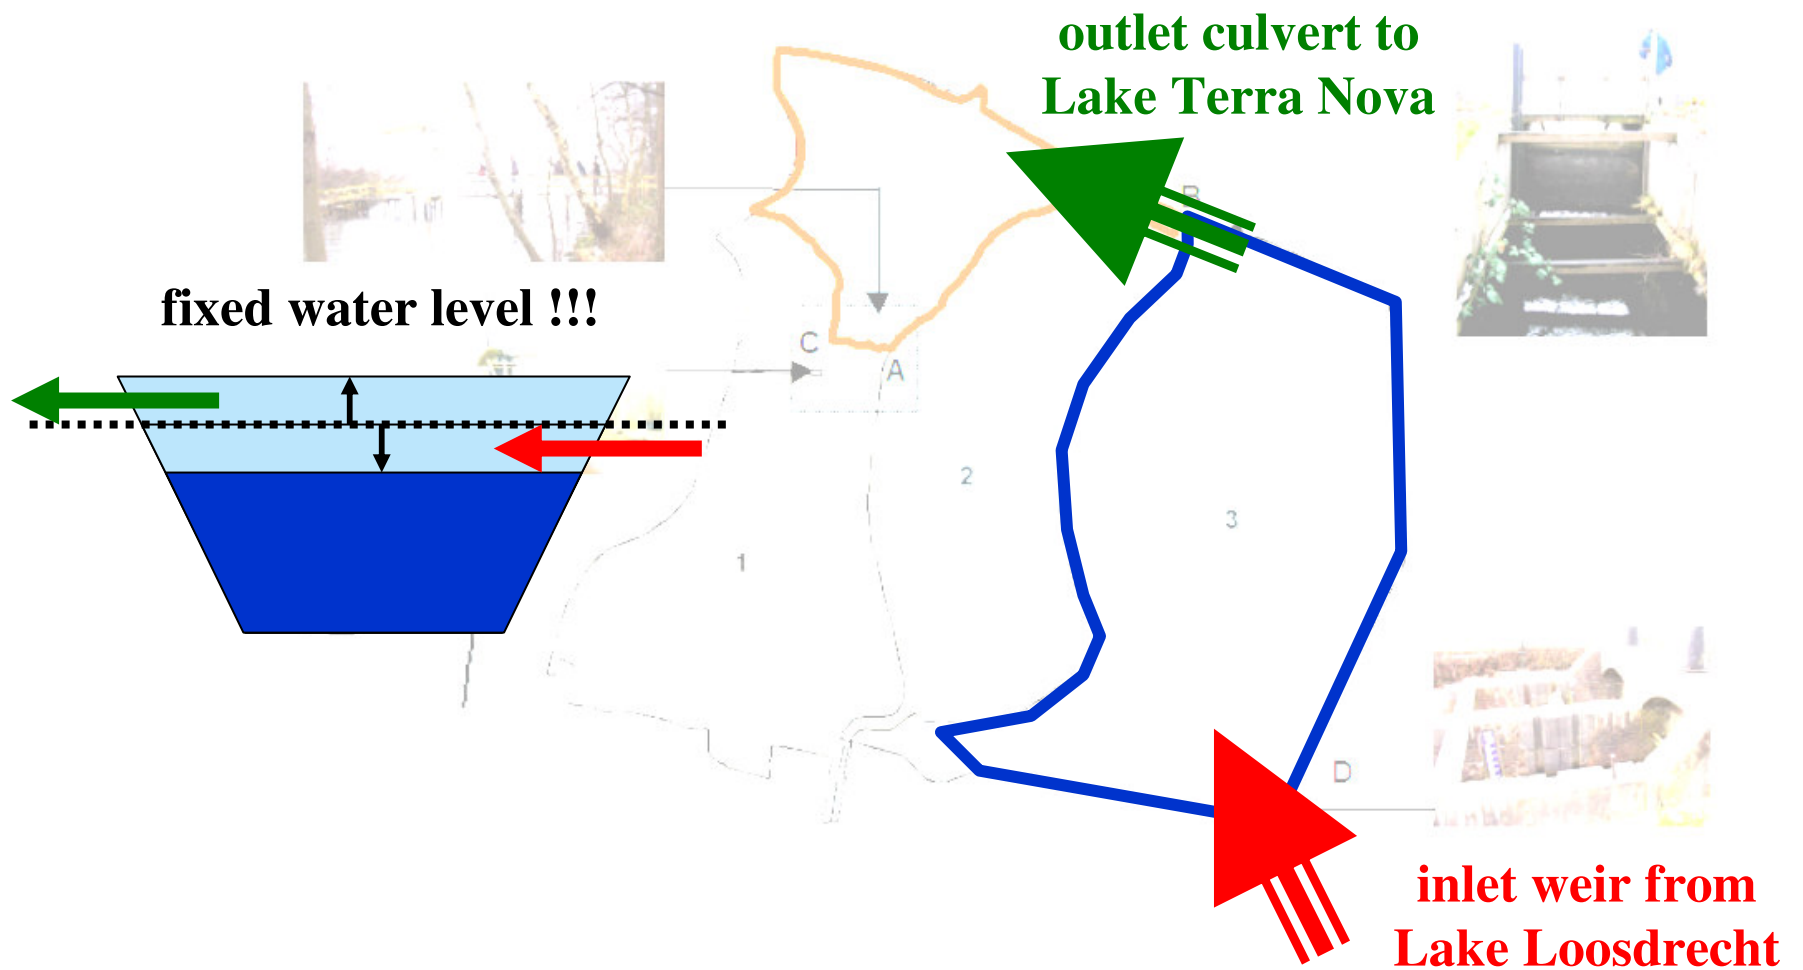 outlet culvert to
Lake Terra Nova
B
fixed water level !!!
C
A
2
3
1
D
inlet weir from
Lake Loosdrecht